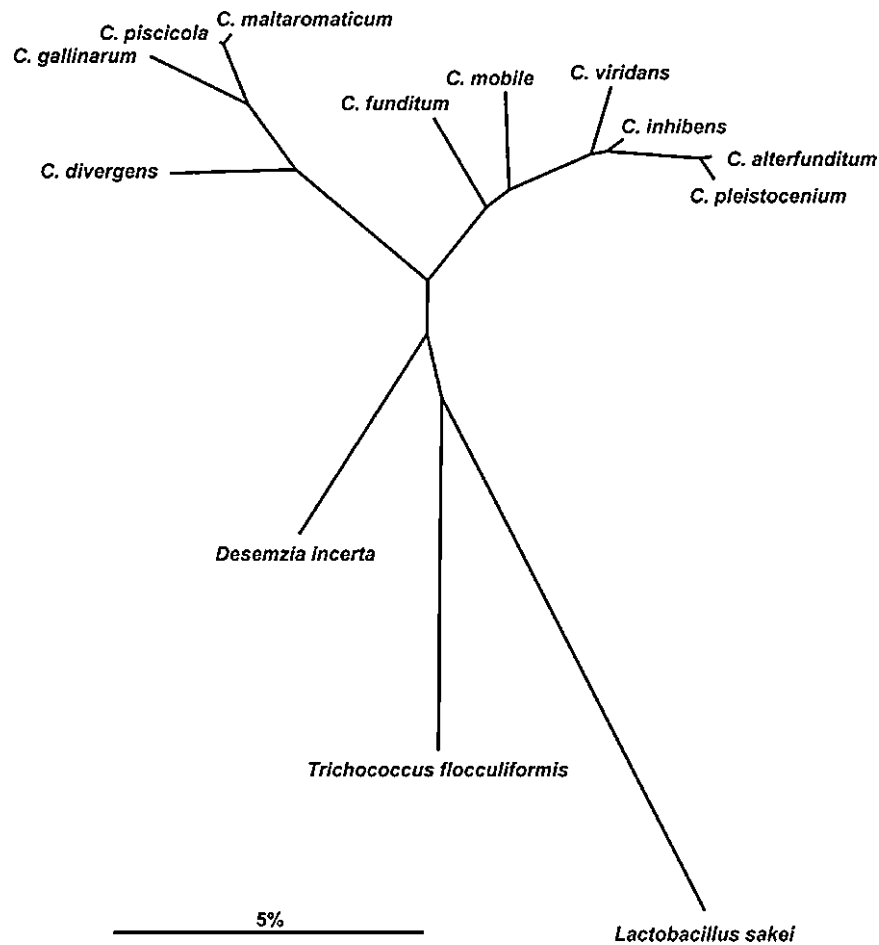 C. maltaromaticum
C. piscicola
C. gallinarum
C. viridans
C. mobile
C. funditum
C. inhibens
C. alterfunditum
C. divergens
C. pleistocenium
Desemzia incerta
Trichococcus flocculiformis
5%
Lactobacillus sakei